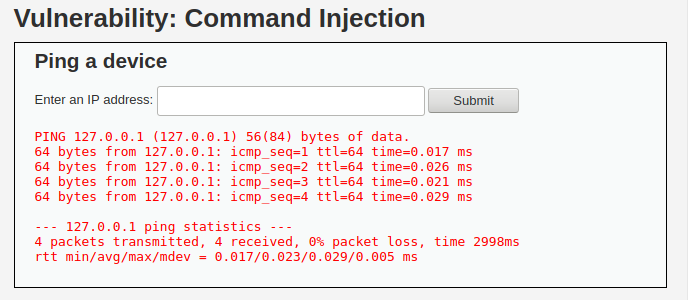 Vulnerability: Command Injection
Ping a device
Enter an IP address: Submit
PING 127.0.0.1 (127.0.0.1) 56(84) bytes of data.
64 bytes from 127.0.0.1: icmp_seq=1 ttl=64 time=0.017 ms
64 bytes from 127.0.0.1: icmp_seq=2 ttl=64 time=0.026 ms
64 bytes from 127.0.0.1: icmp_seq=3 ttl=64 time=0.021 ms
64 bytes from 127.0.0.1: icmp_seq=4 ttl=64 time=0.029 ms
--- 127.0.0.1 ping statistics ---
4 packets transmitted, 4 received, 0% packet loss, time 2998ms
rtt min/avg/max/mdev = 0.017/0.023/0.029/0.005 ms